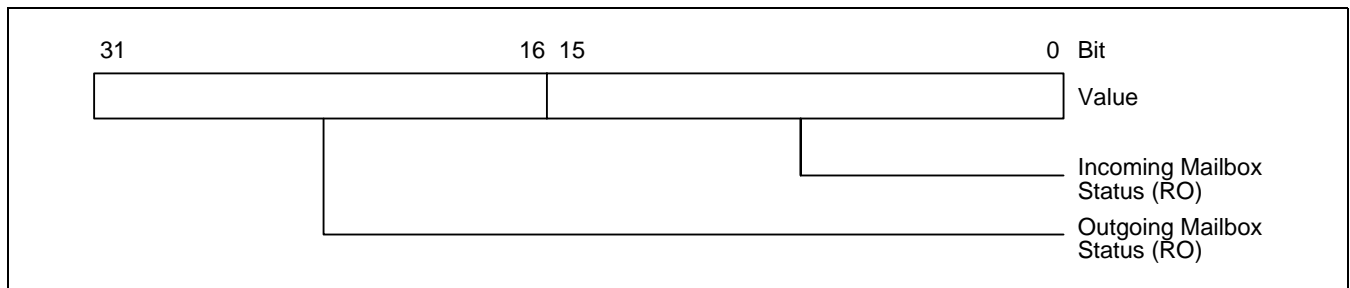 31 16 15 0 Bit
Value
Incoming Mailbox
Status (RO)
Outgoing Mailbox
Status (RO)